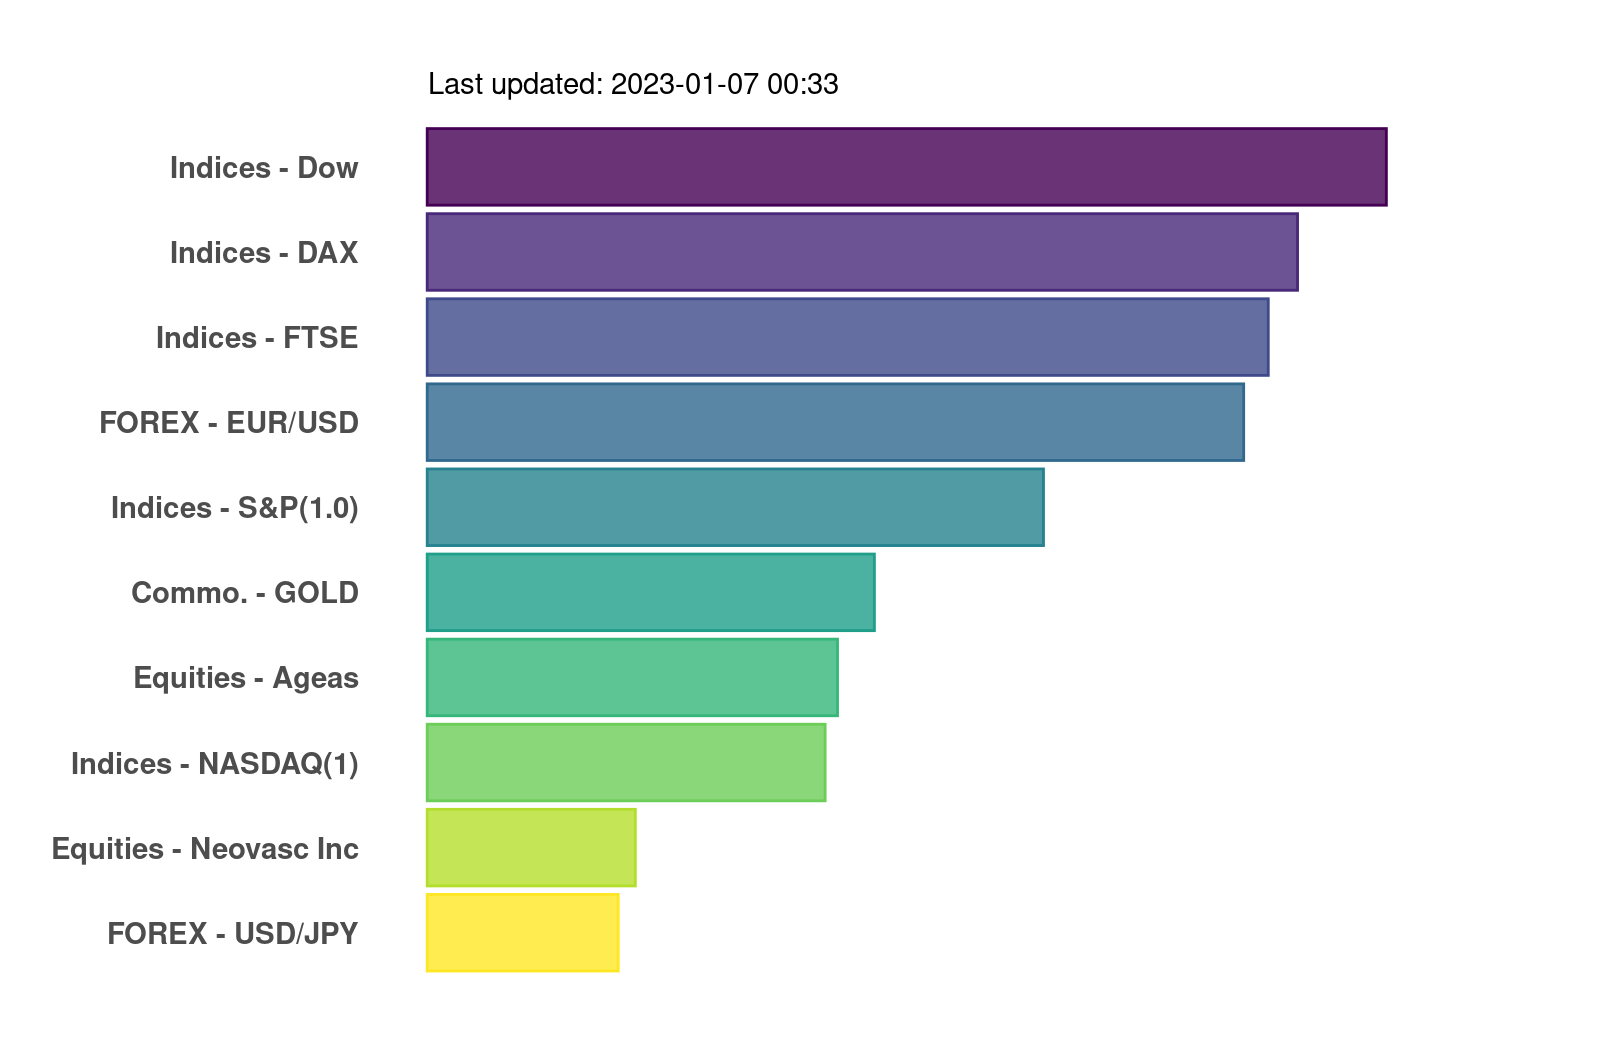 Last updated: 2023-01-07 00:33
Indices - Dow
Indices - DAX
Indices - FTSE
FOREX - EUR/USD
Indices - S&P(1.0)
Commo. - GOLD
Equities - Ageas
Indices - NASDAQ(1)
Equities - Neovasc Inc
FOREX - USD/JPY